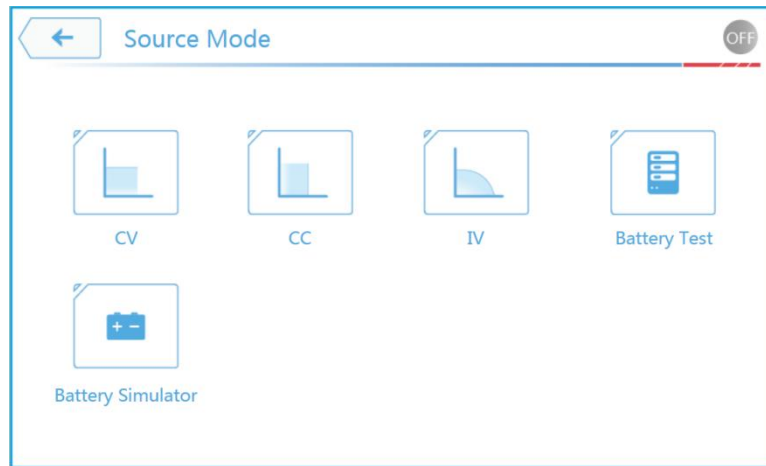 Source Mode
OFF
CV
CC
IV
Battery Test
Battery Simulator